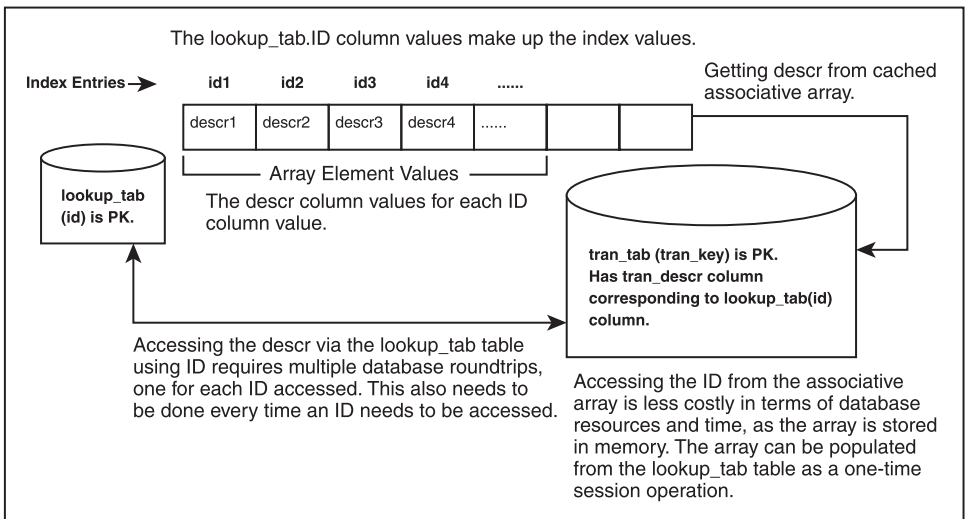 The lookup_tab.ID column values make up the index values.
Index Entries
id1 id2 id3 id4 ......
Getting descr from cached
associative array.
descr1 descr2 descr3 descr4 ......
Array Element Values
The descr column values for each ID
column value.
lookup_tab
(id) is PK.
tran_tab (tran_key) is PK.
Has tran_descr column
corresponding to lookup_tab(id)
column.
Accessing the descr via the lookup_tab table
using ID requires multiple database roundtrips,
one for each ID accessed. This also needs to
be done every time an ID needs to be accessed.
Accessing the ID from the associative
array is less costly in terms of database
resources and time, as the array is stored
in memory. The array can be populated
from the lookup_tab table as a one-time
session operation.